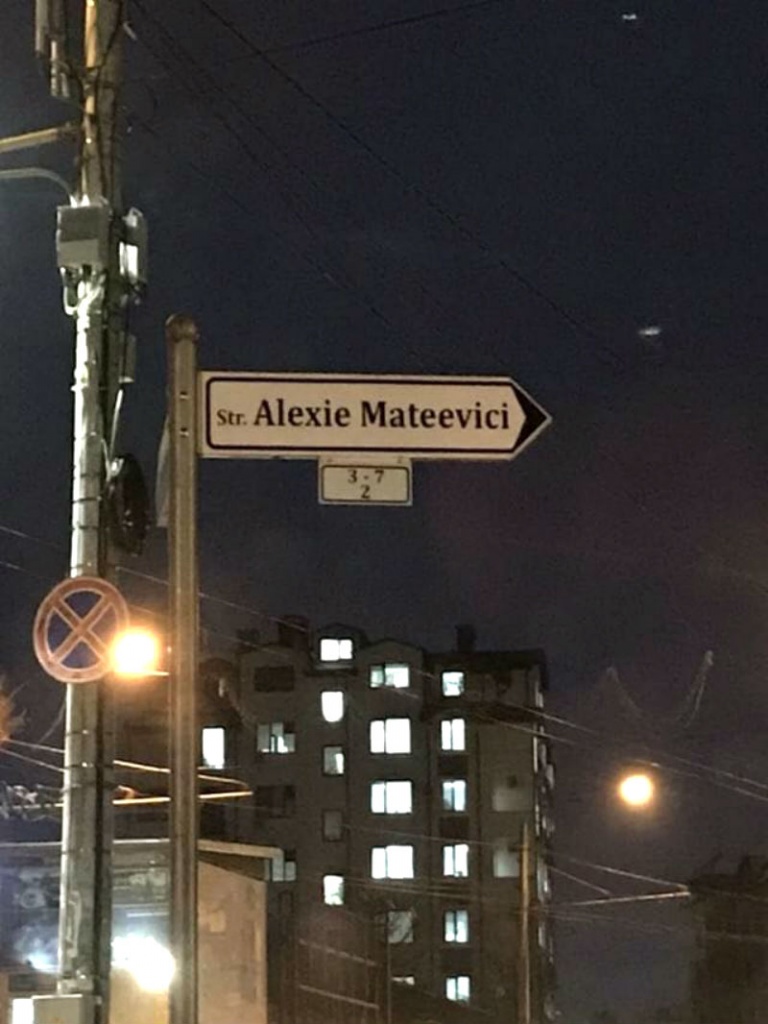 Str. Alexie Mateevici
3 - 7
2